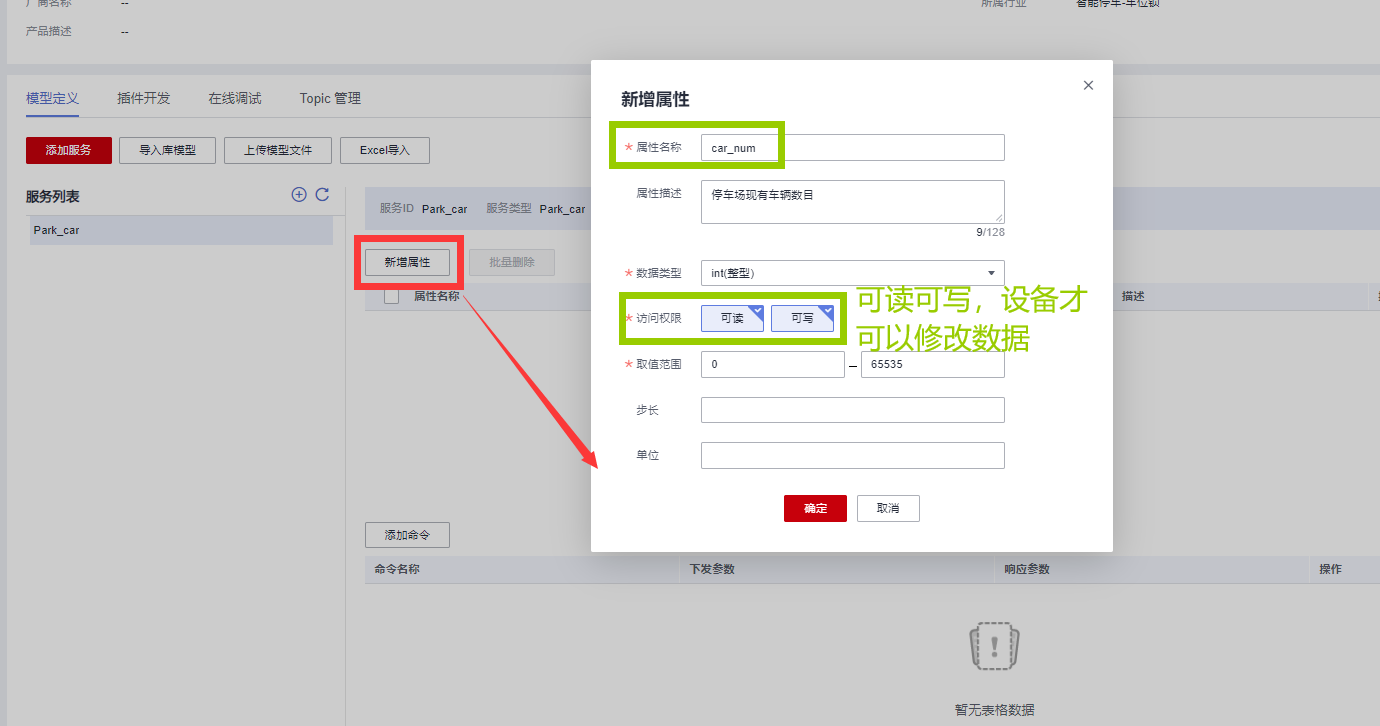 厂商名称 --
所属行业 智能停车-车位锁
产品描述 --
模型定义 插件开发 在线调试 Topic 管理
添加服务 导入库模型 上传模型文件 Excel导入
服务列表
Park_car
服务ID Park_car 服务类型 Park_car
新增属性 批量删除
属性名称
描述
新增属性
* 属性名称 car_num
属性描述 停车场现有车辆数目
9/128
* 数据类型 int(整型)
* 访问权限 可读 可写
可读可写，设备才
可以修改数据
* 取值范围 0 – 65535
步长
单位
确定 取消
添加命令
命令名称 下发参数 响应参数 操作
暂无表格数据